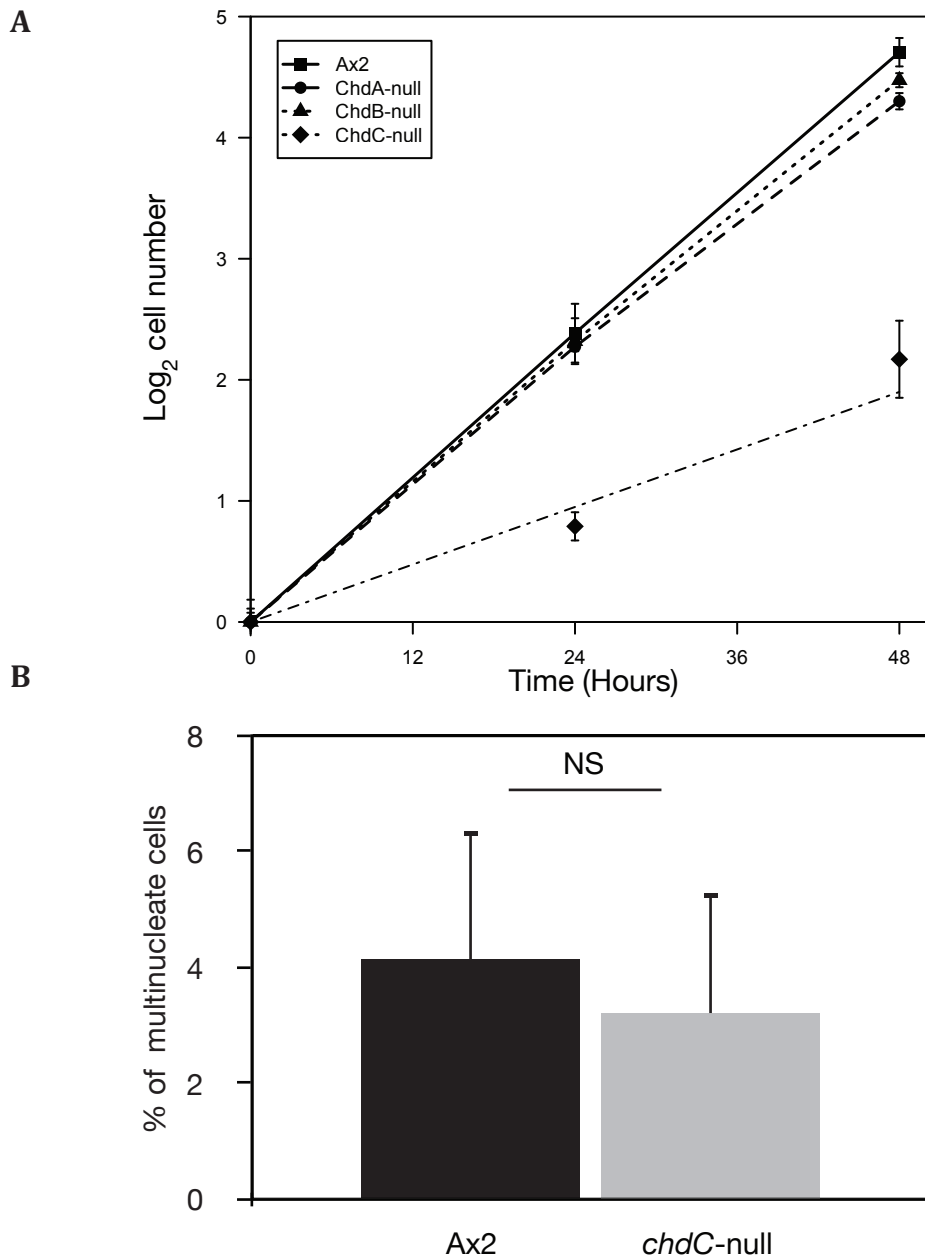 A
5
Ax2
ChdA-null
ChdB-null
ChdC-null
4
3
2
1
0
Log2 cell number
0 12 24 36 48
Time (Hours)
B
8
NS
6
4
2
0
% of multinucleate cells
Ax2 chdC-null